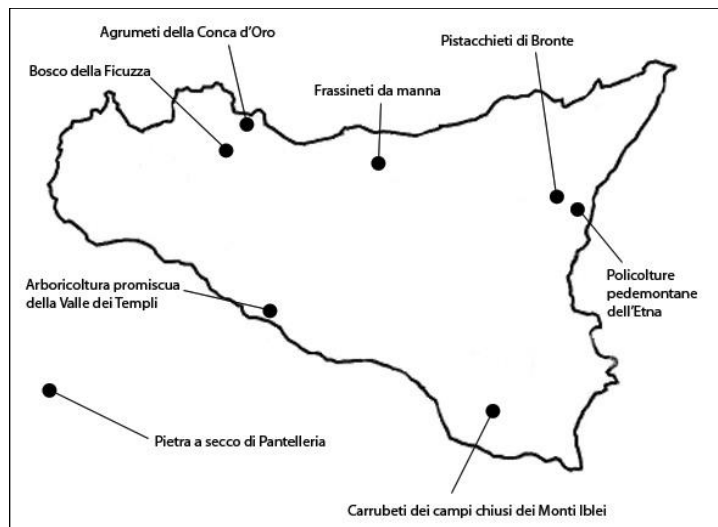 Agrumeti della Conca d'Oro
Pistacchieti di Bronte
Bosco della Ficuzza
Frassineti da manna
Policolture
pedemontane
dell'Etna
Arboricoltura promiscua
della Valle dei Templi
Pietra a secco di Pantelleria
Carrubeti dei campi chiusi dei Monti Iblei